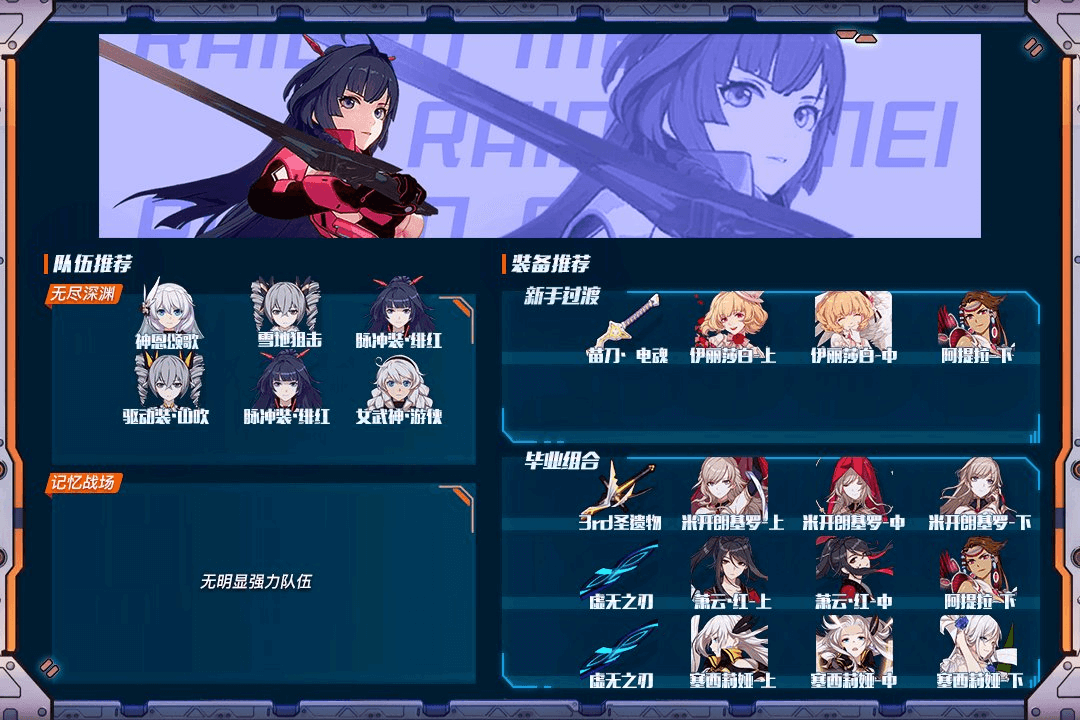 RAIDEN MEI
RAIDEN MEI
队伍推荐
无尽深渊
神恩颂歌 雪地狙击 脉冲装·绯红
驱动装·山吹 脉冲装·绯红 女武神·游侠
记忆战场
无明显强力队伍
装备推荐
新手过渡
苗刀·电魂 伊丽莎白-上 伊丽莎白-中 阿提拉-下
毕业组合
3rd圣遗物 米开朗基罗-上 米开朗基罗-中 米开朗基罗-下
虚无之刃 萧云·红-上 萧云·红-中 阿提拉-下
虚无之刃 塞西莉娅-上 塞西莉娅-中 塞西莉娅-下